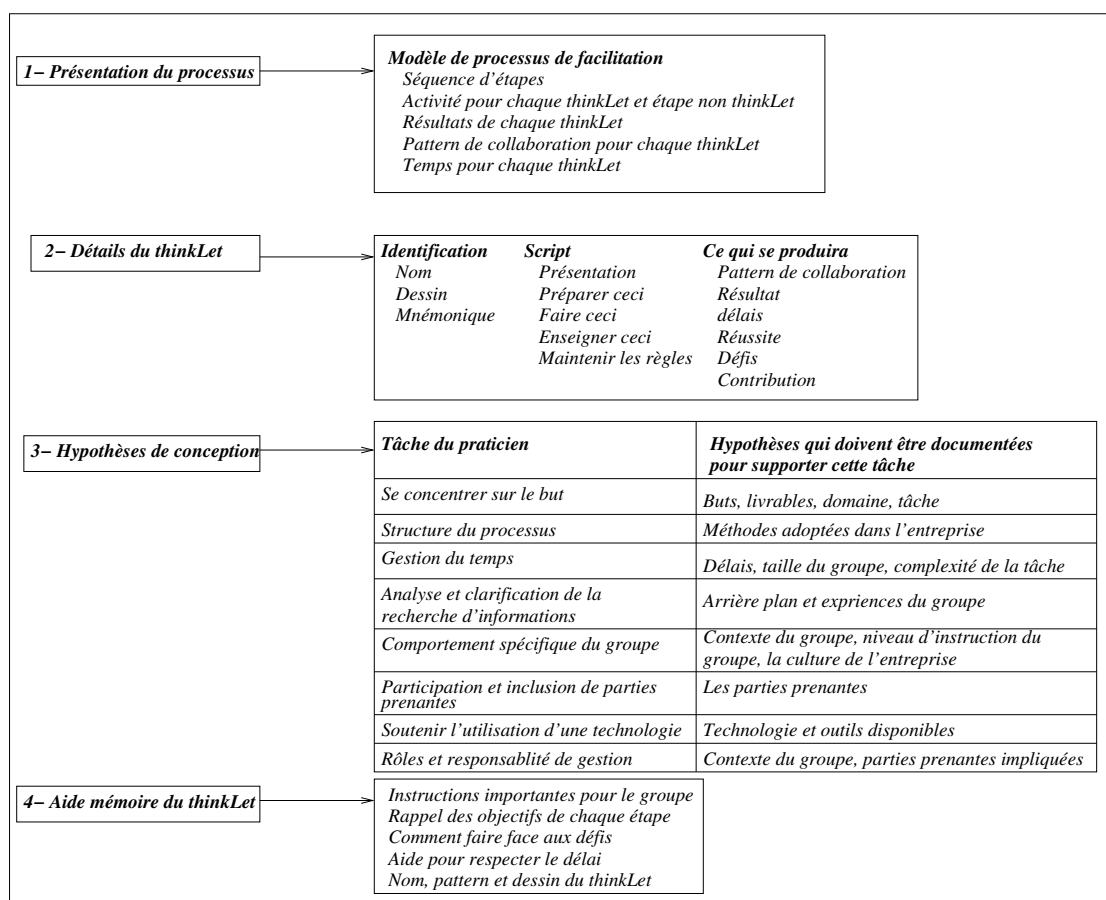 1– Présentation du processus
Modèle de processus de facilitation
Séquence d'étapes
Activité pour chaque thinkLet et étape non thinkLet
Résultats de chaque thinkLet
Pattern de collaboration pour chaque thinkLet
Temps pour chaque thinkLet
2– Détails du thinkLet
Identification
Nom
Dessin
Mnémonique
Script
Présentation
Préparer ceci
Faire ceci
Enseigner ceci
Maintenir les règles
Ce qui se produira
Pattern de collaboration
Résultat
délais
Réussite
Défis
Contribution
3– Hypothèses de conception
Tâche du praticien
Hypothèses qui doivent être documentées
pour supporter cette tâche
Se concentrer sur le but
Buts, livrables, domaine, tâche
Structure du processus
Méthodes adoptées dans l'entreprise
Gestion du temps
Délais, taille du groupe, complexité de la tâche
Analyse et clarification de la
recherche d'informations
Arrière plan et expriences du groupe
Comportement spécifique du groupe
Contexte du groupe, niveau d'instruction du
groupe, la culture de l'entreprise
Participation et inclusion de parties
prenantes
Les parties prenantes
Soutenir l'utilisation d'une technologie
Technologie et outils disponibles
Rôles et responsablité de gestion
Contexte du groupe, parties prenantes impliquées
4– Aide mémoire du thinkLet
Instructions importantes pour le groupe
Rappel des objectifs de chaque étape
Comment faire face aux défis
Aide pour respecter le délai
Nom, pattern et dessin du thinkLet